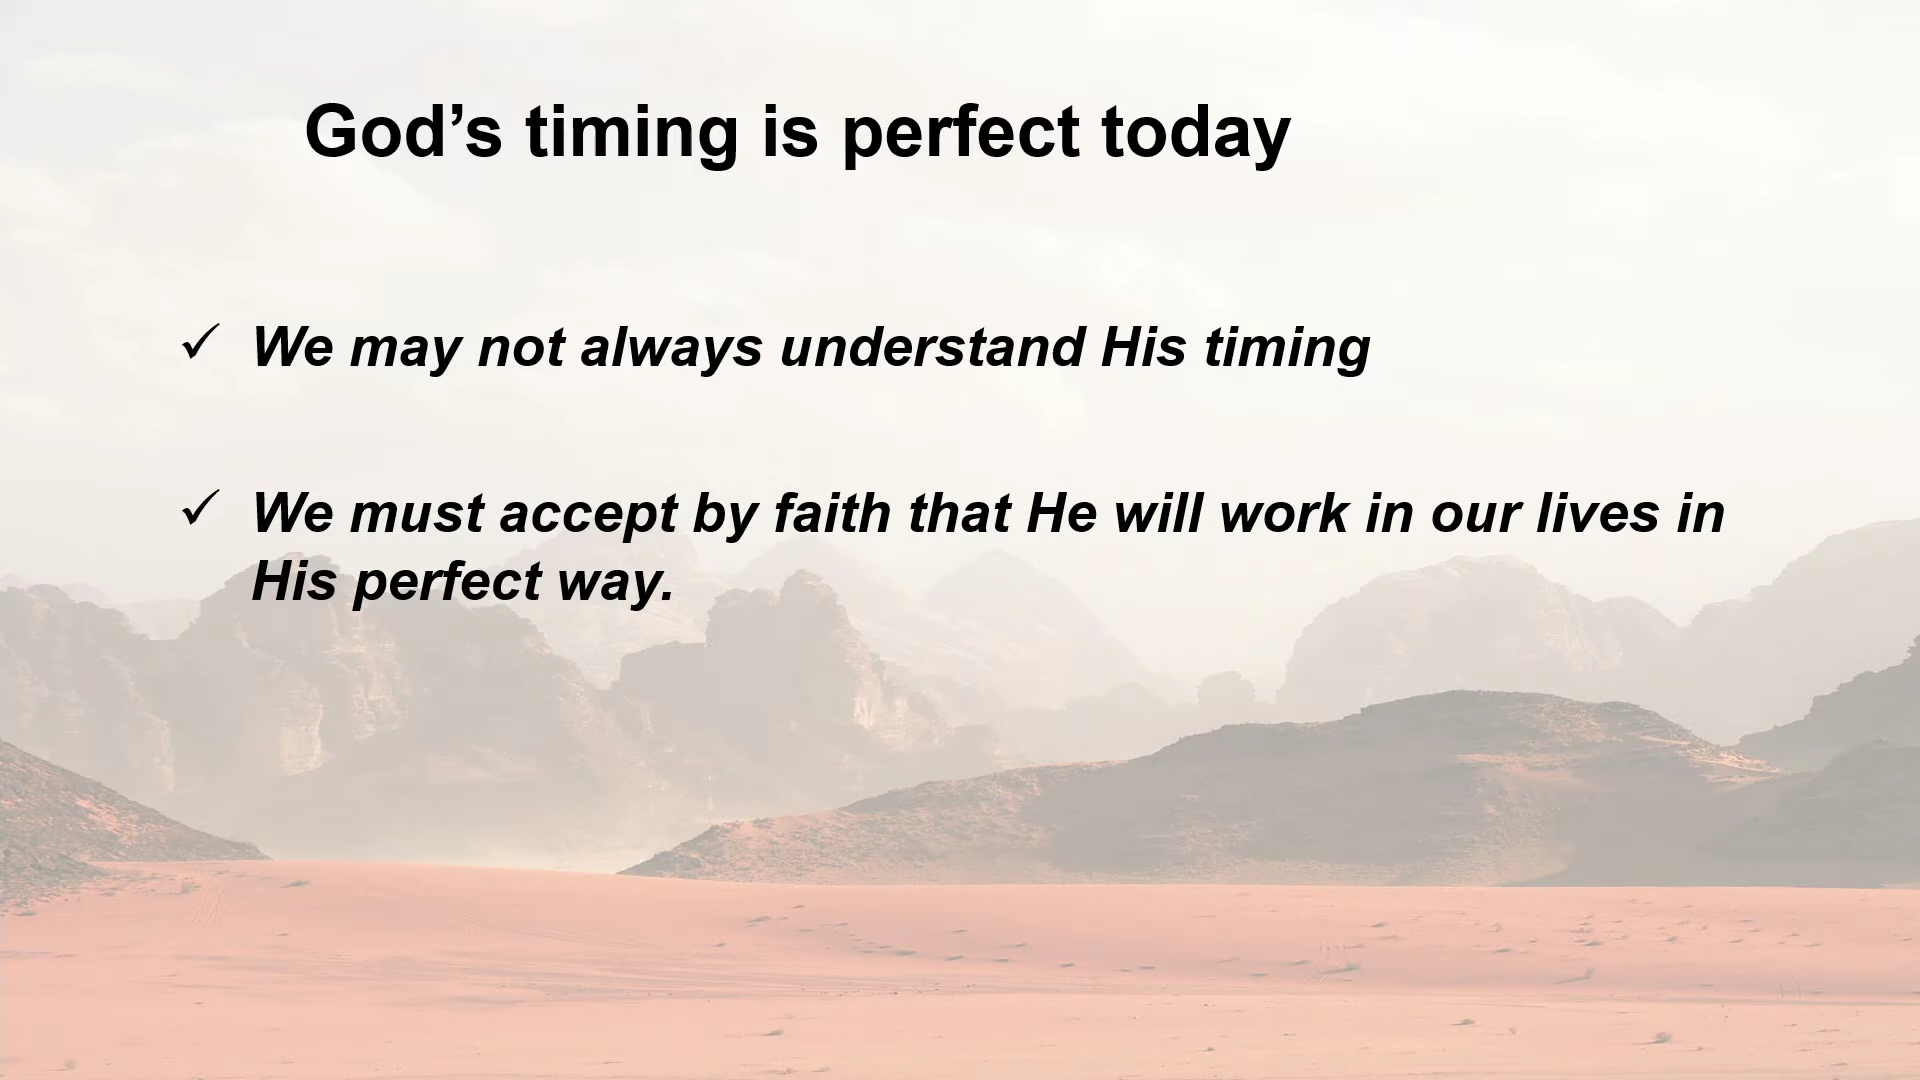 God’s timing is perfect today
✓ We may not always understand His timing
✓ We must accept by faith that He will work in our lives in
His perfect way.